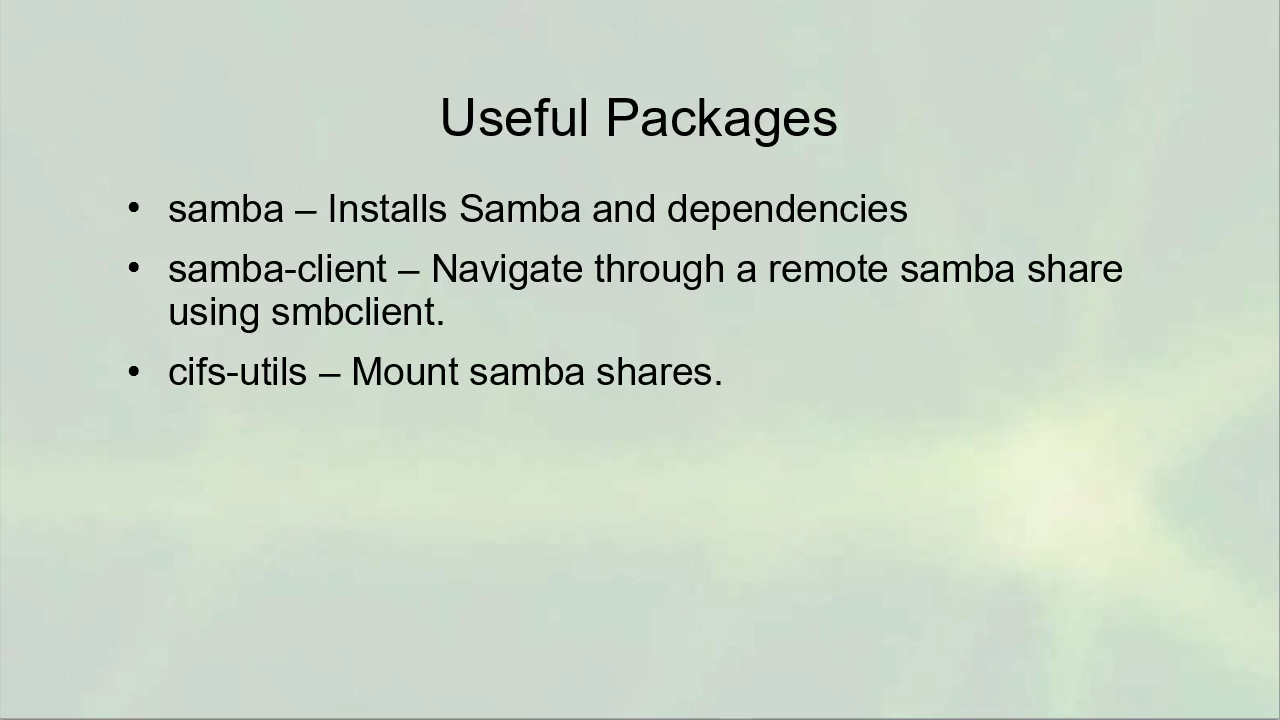 Useful Packages
• samba – Installs Samba and dependencies
• samba-client – Navigate through a remote samba share
using smbclient.
• cifs-utils – Mount samba shares.